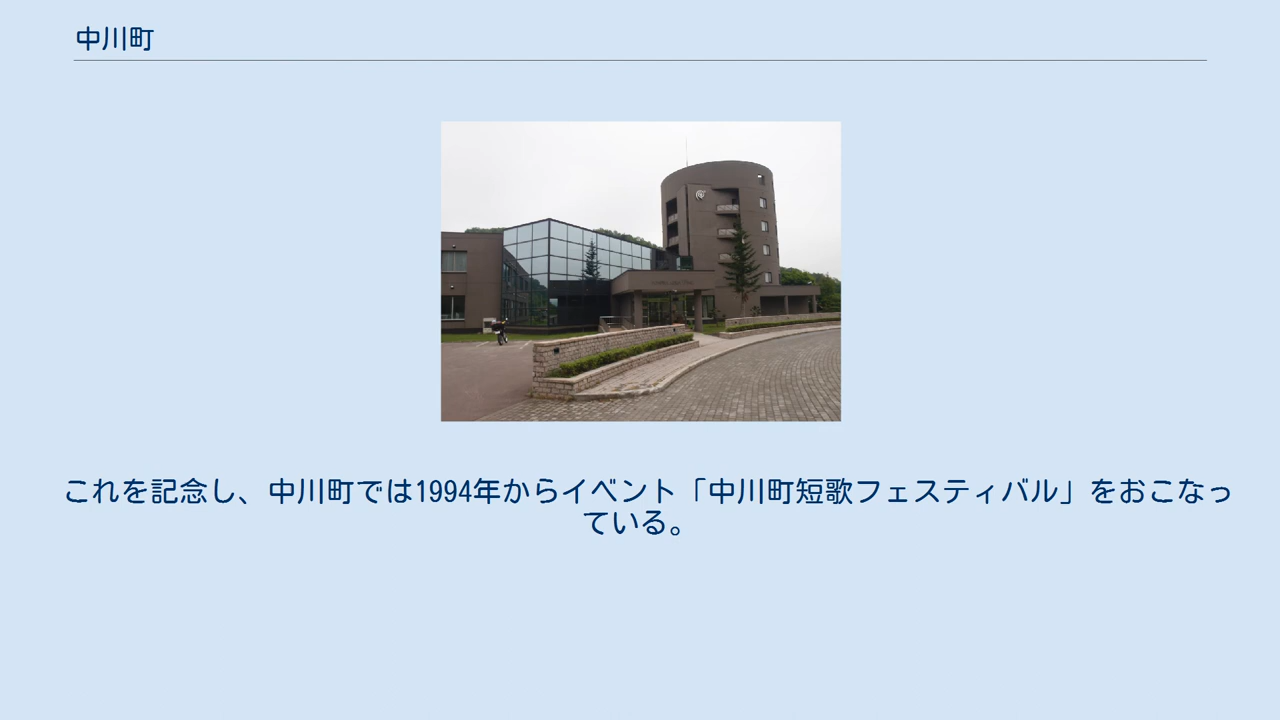 中川町
これを記念し、中川町では1994年からイベント「中川町短歌フェスティバル」をおこなっ
ている。